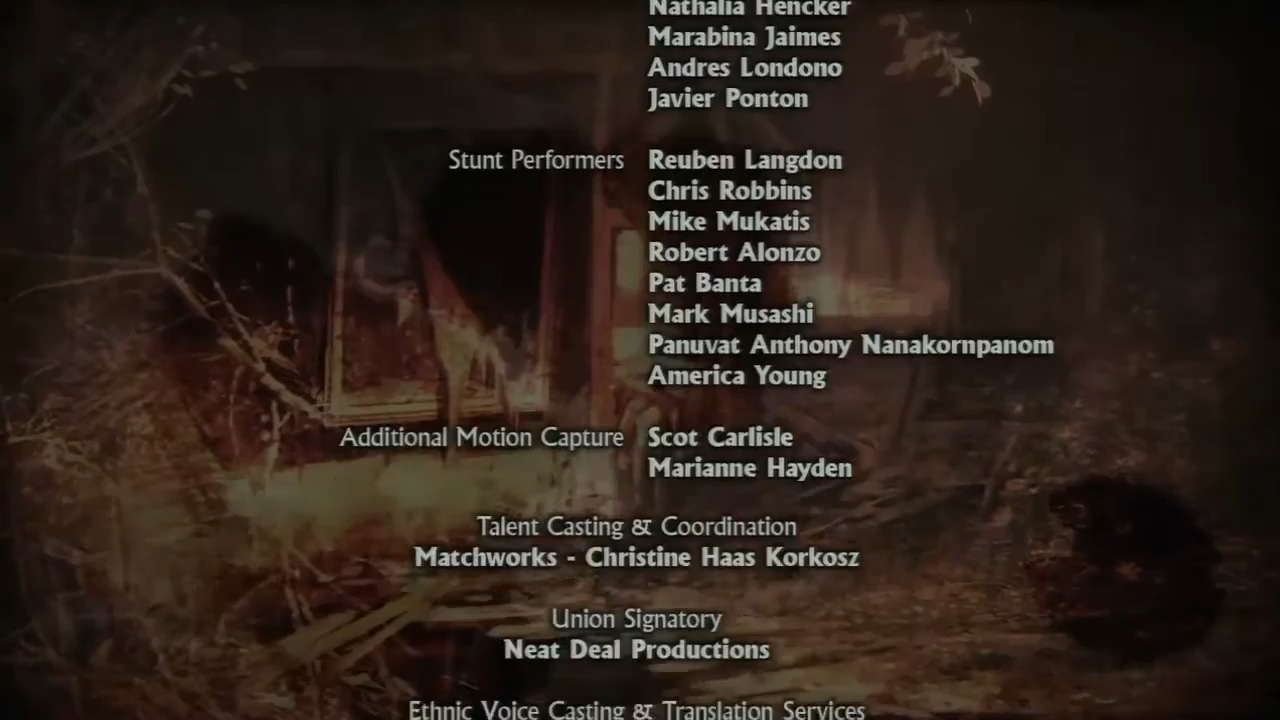 Nathalia Hencker
Marabina Jaimes
Andres Londono
Javier Ponton
Stunt Performers Reuben Langdon
Chris Robbins
Mike Mukatis
Robert Alonzo
Pat Banta
Mark Musashi
Panuvat Anthony Nanakornpanom
America Young
Additional Motion Capture Scot Carlisle
Marianne Hayden
Talent Casting & Coordination
Matchworks - Christine Haas Korkosz
Union Signatory
Neat Deal Productions
Ethnic Voice Casting & Translation Services